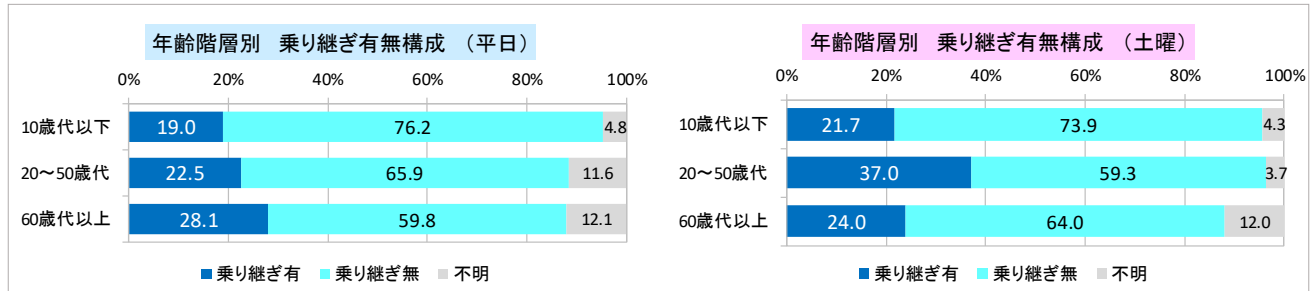 年齢階層別　乗り継ぎ有無構成　（平日）
0% 20% 40% 60% 80% 100%
10歳代以下 19.0 76.2 4.8
20～50歳代 22.5 65.9 11.6
60歳代以上 28.1 59.8 12.1
乗り継ぎ有 乗り継ぎ無 不明
年齢階層別　乗り継ぎ有無構成　（土曜）
0% 20% 40% 60% 80% 100%
10歳代以下 21.7 73.9 4.3
20～50歳代 37.0 59.3 3.7
60歳代以上 24.0 64.0 12.0
乗り継ぎ有 乗り継ぎ無 不明